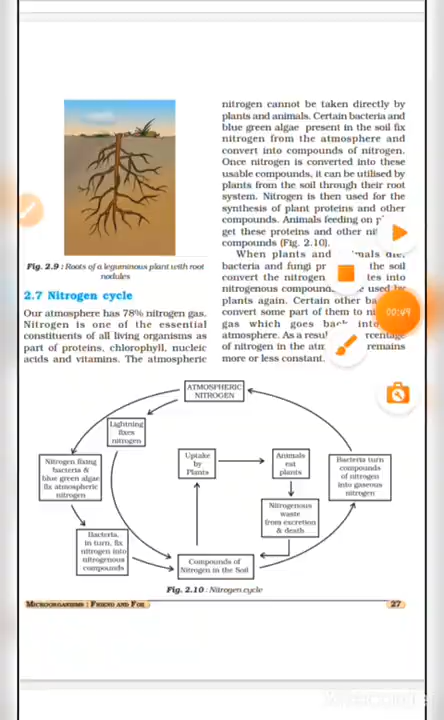 nitrogen cannot be taken directly by
plants and animals. Certain bacteria and
blue green algae present in the soil fix
nitrogen from the atmosphere and
convert into compounds of nitrogen.
Once nitrogen is converted into these
usable compounds, it can be utilised by
plants from the soil through their root
system. Nitrogen is then used for the
synthesis of plant proteins and other
compounds. Animals feeding on
get these proteins and other
compounds (Fig. 2.10).
When plants and
bacteria and fungi the soil
convert the nitrogen into
nitrogenous used by
plants again. Certain other
convert some part of them to
gas which goes back
atmosphere. As a
of nitrogen in the remains
more or less constant.
Fig. 2.9 : Roots of a leguminous plant with root
nodules
2.7 Nitrogen cycle
Our atmosphere has 78% nitrogen gas.
Nitrogen is one of the essential
constituents of all living organisms as
part of proteins, chlorophyll, nucleic
acids and vitamins. The atmospheric
00:49
ATMOSPHERIC
NITROGEN
Lightning
fixes
nitrogen
Nitrogen fixing
bacteria &
blue green algae
fix atmospheric
nitrogen
Uptake
by
Plants
Animals
eat
plants
Bacteria turn
compounds
of nitrogen
into gaseous
nitrogen
Nitrogenous
waste
from excretion
& death
Bacteria,
in turn, fix
nitrogen into
nitrogenous
compounds
Compounds of
Nitrogen in the Soil
Fig. 2.10 : Nitrogen cycle
MICROORGANISMS : FRIEND AND FOE
27